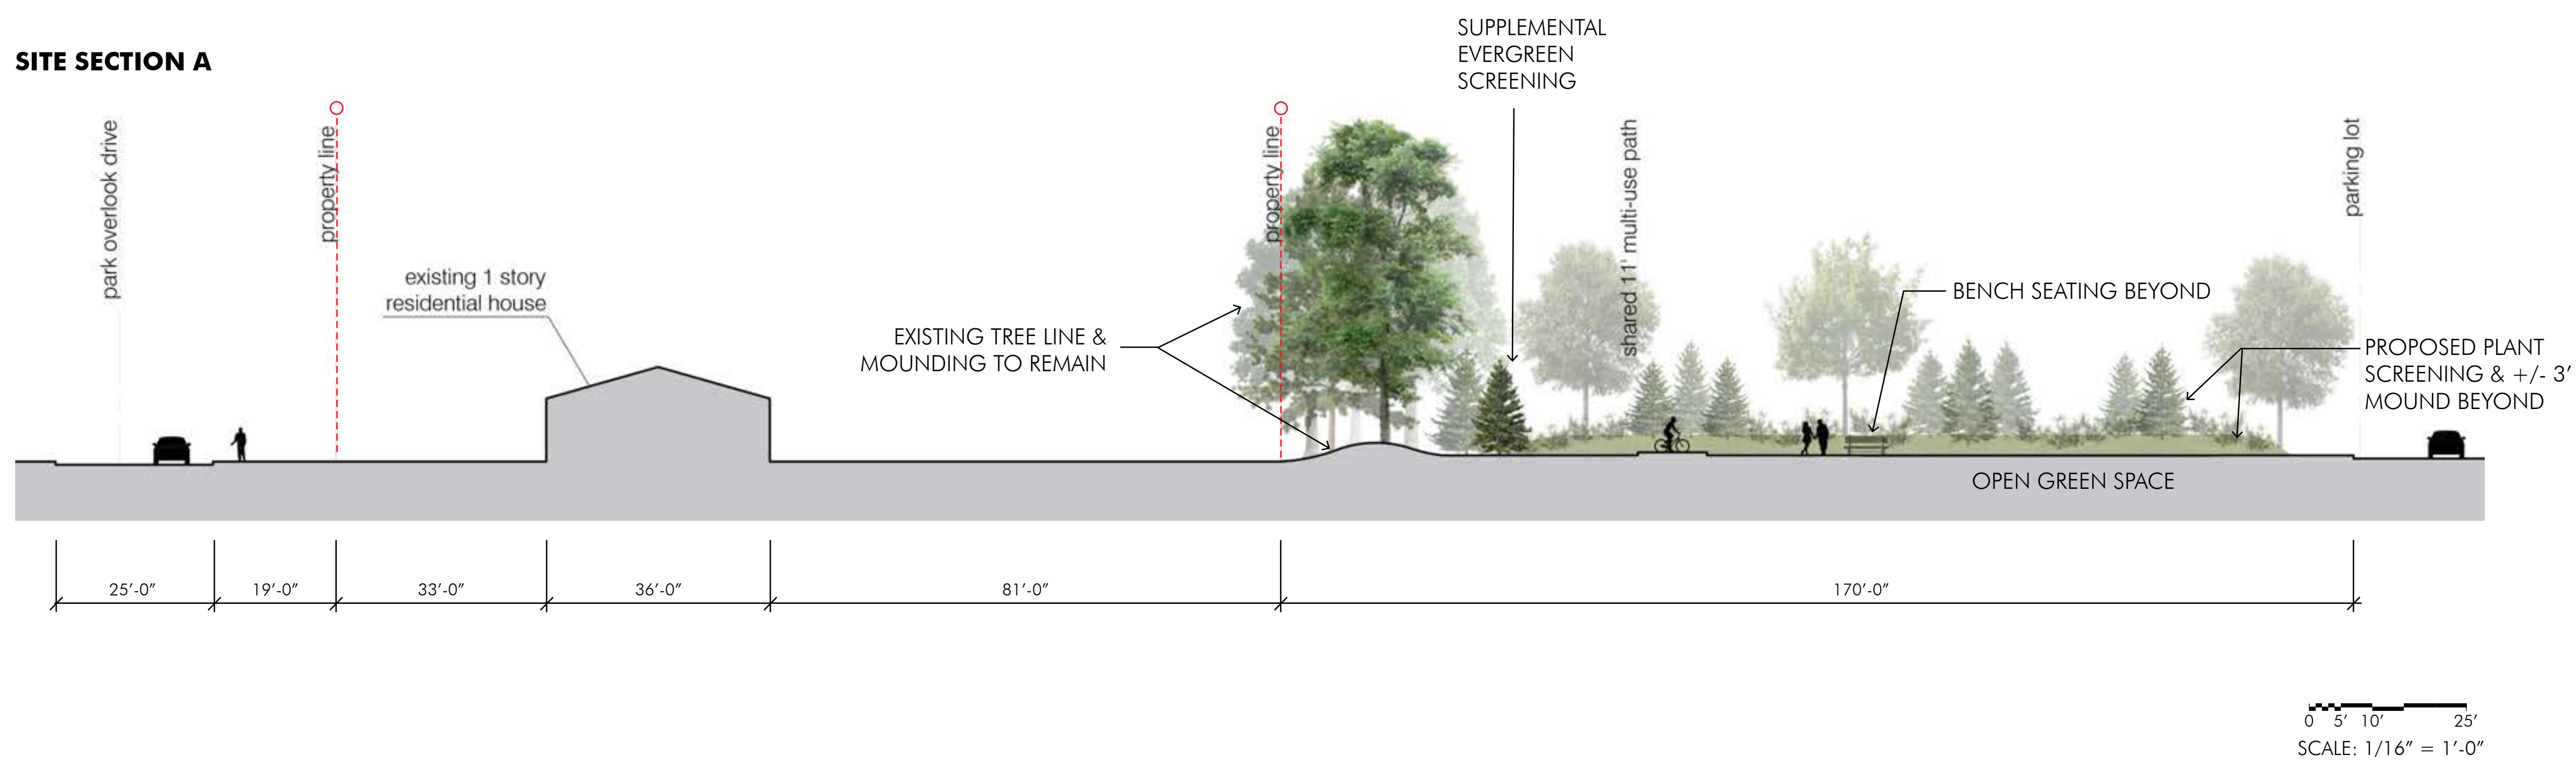 SITE SECTION A
SUPPLEMENTAL
EVERGREEN
SCREENING
park overlook drive
property line
existing 1 story
residential house
EXISTING TREE LINE &
MOUNDING TO REMAIN
property line
shared 11' multi-use path
BENCH SEATING BEYOND
parking lot
PROPOSED PLANT
SCREENING & +/- 3’
MOUND BEYOND
OPEN GREEN SPACE
25’-0”
19’-0”
33’-0”
36’-0”
81’-0”
170’-0”
0 5’ 10’ 25’
SCALE: 1/16” = 1’-0”